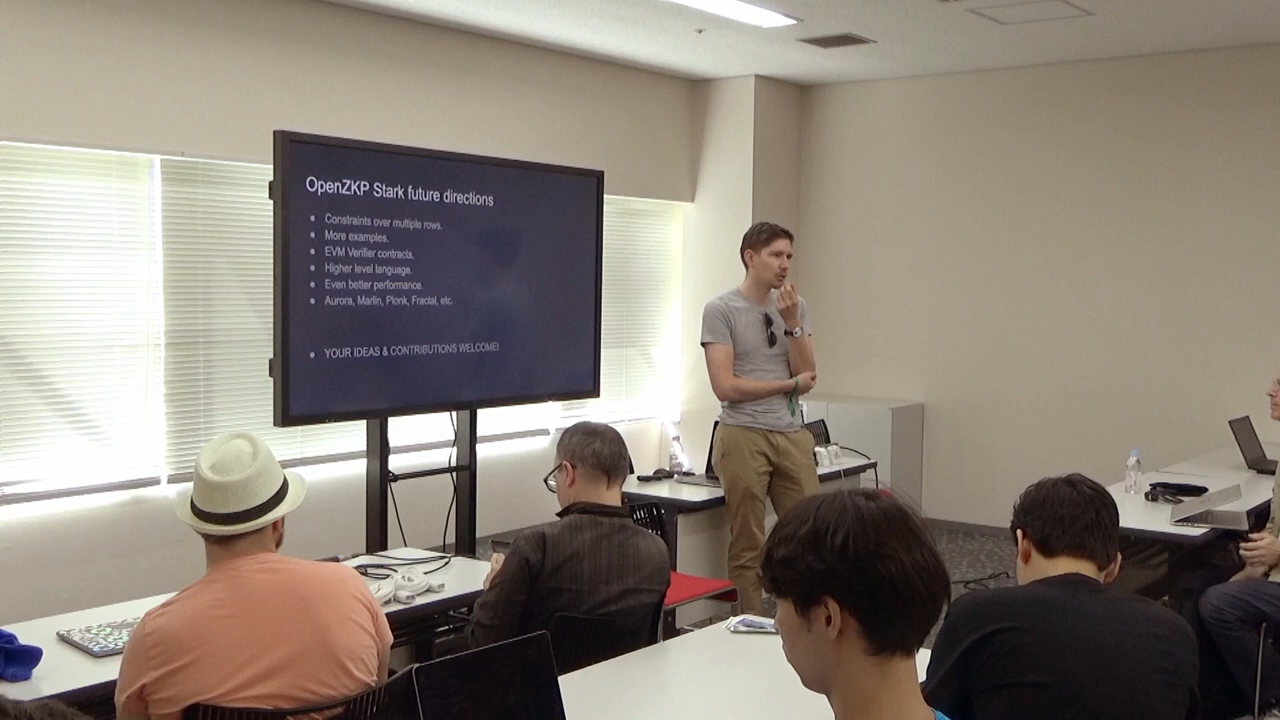 OpenZKP Stark future directions
Constraints over multiple rows.
More examples.
EVM Verifier contracts.
Higher level language.
Even better performance.
Aurora, Marlin, Plonk, Fractal, etc.
YOUR IDEAS & CONTRIBUTIONS WELCOME!